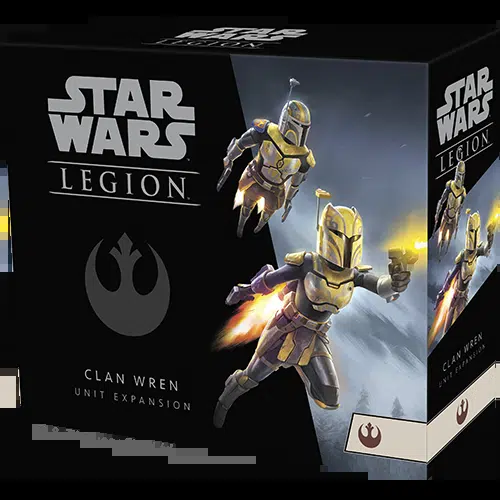 STAR
WARS
LEGION
CLAN WREN
UNIT EXPANSION
STAR
WARS
LEGION
CLAN WREN
UNIT EXPANSION